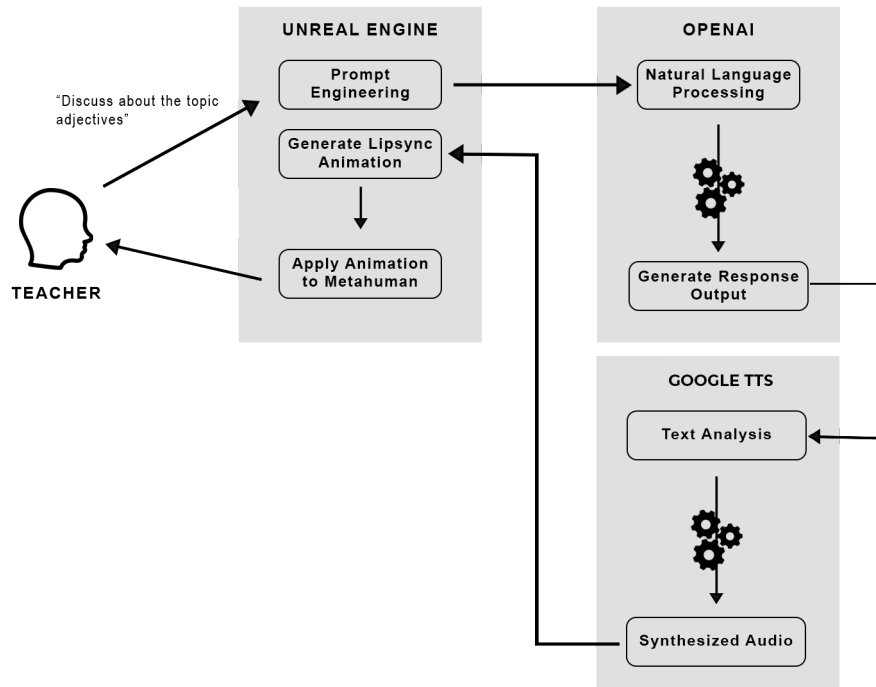 UNREAL ENGINE
Prompt
Engineering
“Discuss about the topic
adjectives”
Generate Lipsync
Animation
Apply Animation
to Metahuman
TEACHER
OPENAI
Natural Language
Processing
Generate Response
Output
GOOGLE TTS
Text Analysis
Synthesized Audio